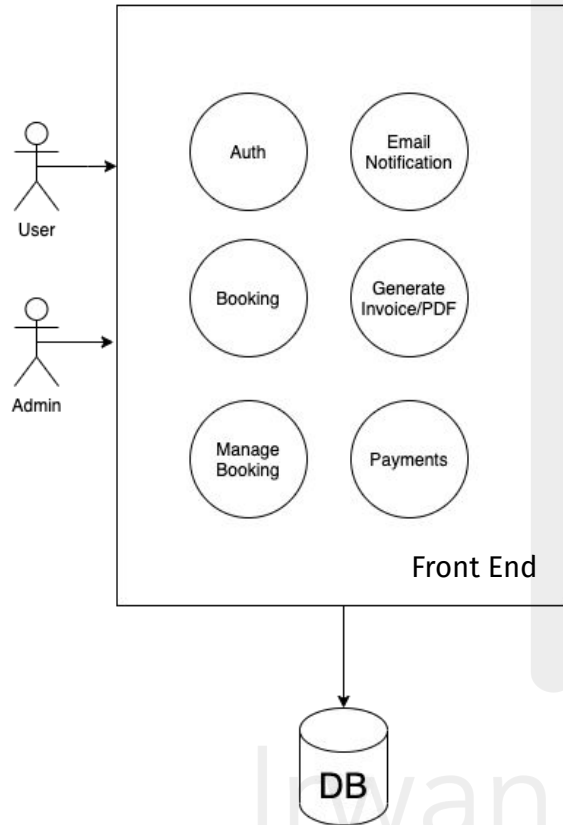 Auth
Email
Notification
User
Booking
Generate
Invoice/PDF
Admin
Manage
Booking
Payments
Front End
DB
Irwan